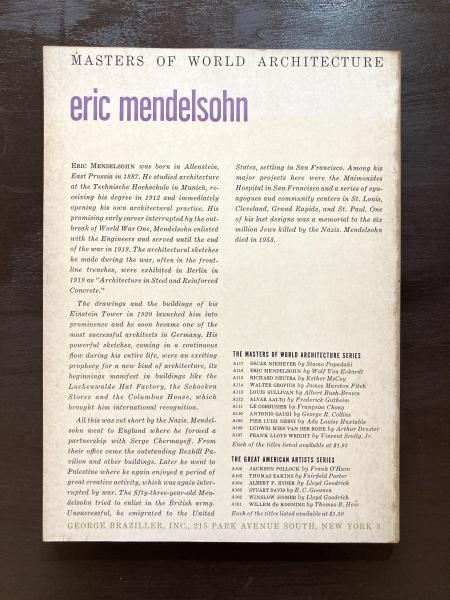 MASTERS OF WORLD ARCHITECTURE
eric mendelsohn
ERIC MENDELSOHN was born in Allenstein,
East Prussia in 1887. He studied architecture
at the Technische Hochschule in Munich, re-
ceiving his degree in 1912 and immediately
opening his own architectural practice. His
promising early career interrupted by the out-
break of World War One, Mendelsohn enlisted
with the Engineers and served until the end
of the war in 1918. The architectural sketches
he made during the war, often in the front-
line trenches, were exhibited in Berlin in
1919 as "Architecture in Steel and Reinforced
Concrete."
The drawings and the buildings of his
Einstein Tower in 1920 launched him into
prominence and he soon became one of the
most successful architects in Germany. His
powerful sketches, coming in a continuous
flow during his entire life, were an exciting
prophecy for a new kind of architecture, its
beginnings manifest in buildings like the
Luckenwalde Hat Factory, the Schocken
Stores and the Columbus House, which
brought him international recognition.
All this was cut short by the Nazis. Mendel-
sohn went to England where he formed a
partnership with Serge Chermayeff. From
their office came the outstanding Bexhill Pa-
vilion and other buildings. Later he went to
Palestine where he again enjoyed a period of
great creative activity, which was again inter-
rupted by war. The fifty-three-year-old Men-
delsohn tried to enlist in the British army.
Unsuccessful, he emigrated to the United
States, settling in San Francisco. Among his
major projects here were the Maimonides
Hospital in San Francisco and a series of syn-
agogues and community centers in St. Louis,
Cleveland, Grand Rapids, and St. Paul. One
of his last designs was a memorial to the six
million Jews killed by the Nazis. Mendelsohn
died in 1953.
THE MASTERS OF WORLD ARCHITECTURE SERIES
A117 OSCAR NIEMEYER by Stamo Papadaki
A116 ERIC MENDELSOHN by Wolf Von Eckardt
A115 RICHARD NEUTRA by Esther McCoy
A114 WALTER GROPIUS by James Marston Fitch
A113 LOUIS SULLIVAN by Albert Bush-Brown
A112 ALVAR AALTO by Frederick Gutheim
A111 LE CORBUSIER by Françoise Choay
A110 ANTONIO GAUDI by George R. Collins
A109 PIER LUIGI NERVI by Ada Louise Huxtable
A108 LUDWIG MIES VAN DER ROHE by Arthur Drexler
A107 FRANK LLOYD WRIGHT by Vincent Scully, Jr.
Each of the titles listed available at $1.95
THE GREAT AMERICAN ARTISTS SERIES
A106 JACKSON POLLOCK by Frank O'Hara
A105 THOMAS EAKINS by Fairfield Porter
A104 ALBERT P. RYDER by Lloyd Goodrich
A103 STUART DAVIS by E. C. Goossen
A102 WINSLOW HOMER by Lloyd Goodrich
A101 WILLEM de KOONING by Thomas B. Hess
Each of the titles listed available at $1.50
GEORGE BRAZILLER, INC., 215 PARK AVENUE SOUTH, NEW YORK 3